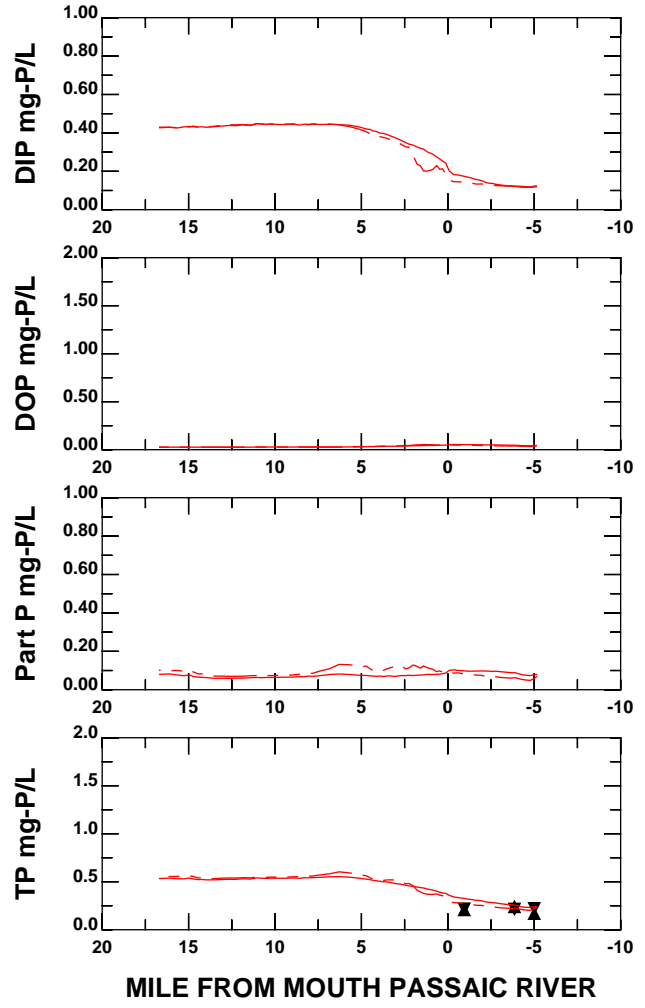 DIP mg-P/L
1.00
0.80
0.60
0.40
0.20
0.00
20 15 10 5 0 -5 -10
DOP mg-P/L
2.00
1.50
1.00
0.50
0.00
20 15 10 5 0 -5 -10
Part P mg-P/L
1.00
0.80
0.60
0.40
0.20
0.00
20 15 10 5 0 -5 -10
TP mg-P/L
2.0
1.5
1.0
0.5
0.0
20 15 10 5 0 -5 -10
MILE FROM MOUTH PASSAIC RIVER